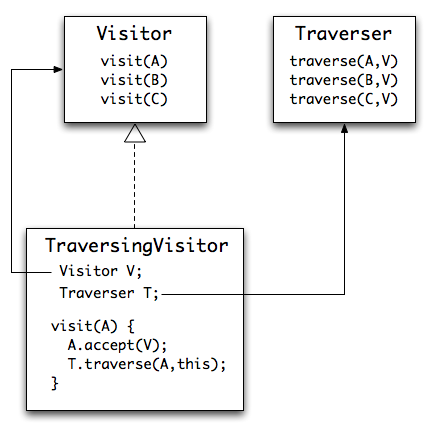 Visitor
visit(A)
visit(B)
visit(C)
Traverser
traverse(A,V)
traverse(B,V)
traverse(C,V)
TraversingVisitor
Visitor V;
Traverser T;
visit(A) {
A.accept(V);
T.traverse(A,this);
}